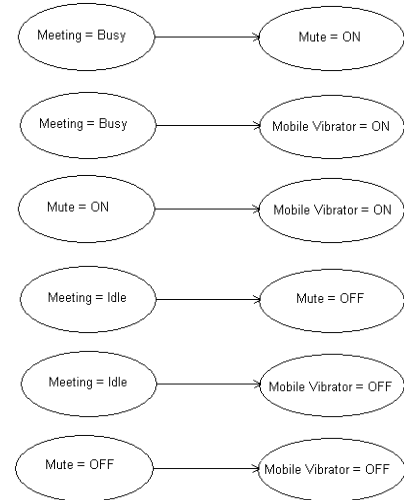 Meeting = Busy
Mute = ON
Meeting = Busy
Mobile Vibrator = ON
Mute = ON
Mobile Vibrator = ON
Meeting = Idle
Mute = OFF
Meeting = Idle
Mobile Vibrator = OFF
Mute = OFF
Mobile Vibrator = OFF